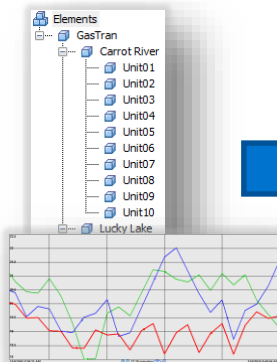 Elements
GasTran
Carrot River
Unit01
Unit02
Unit03
Unit04
Unit05
Unit06
Unit07
Unit08
Unit09
Unit10
Lucky Lake